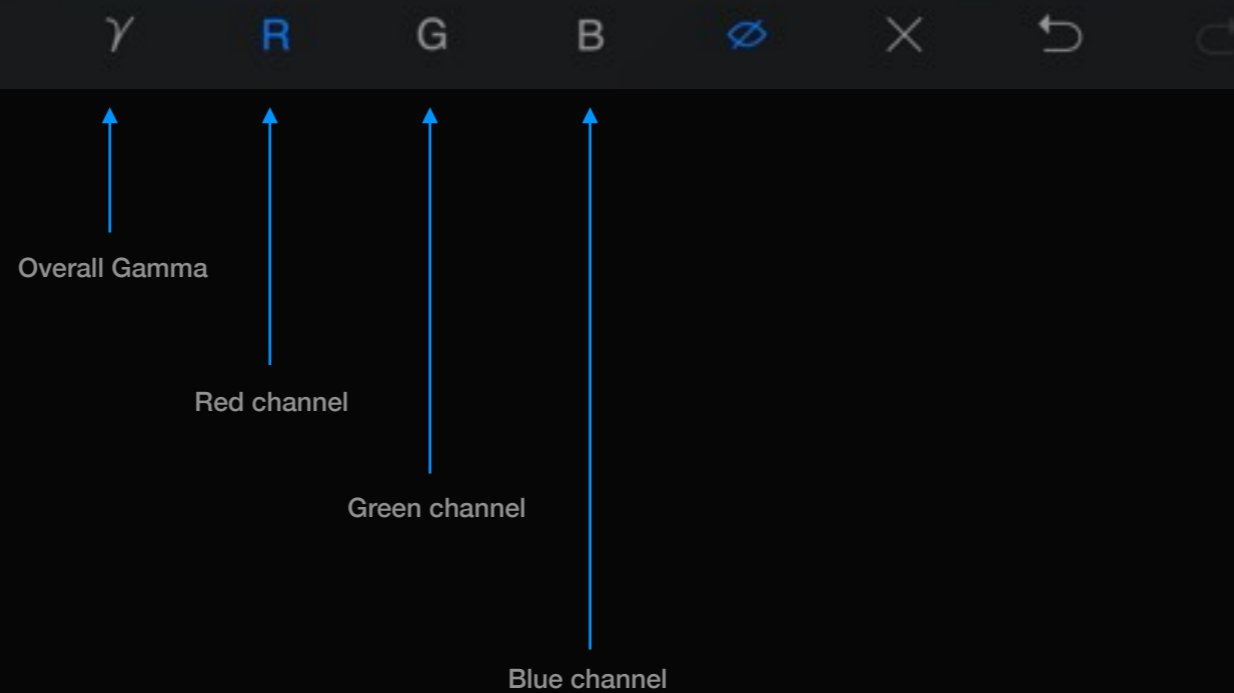 γ R G B
Overall Gamma
Red channel
Green channel
Blue channel